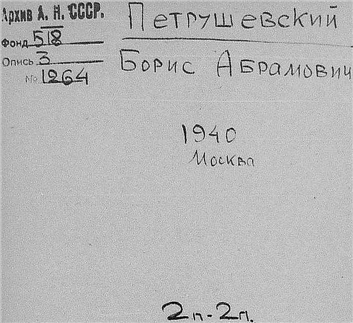 Архив А. Н. СССР.
Фонд 518
Опись 3
№ 1264
Петрушевский
Борис Абрамович
1940
Москва
2п-2п.